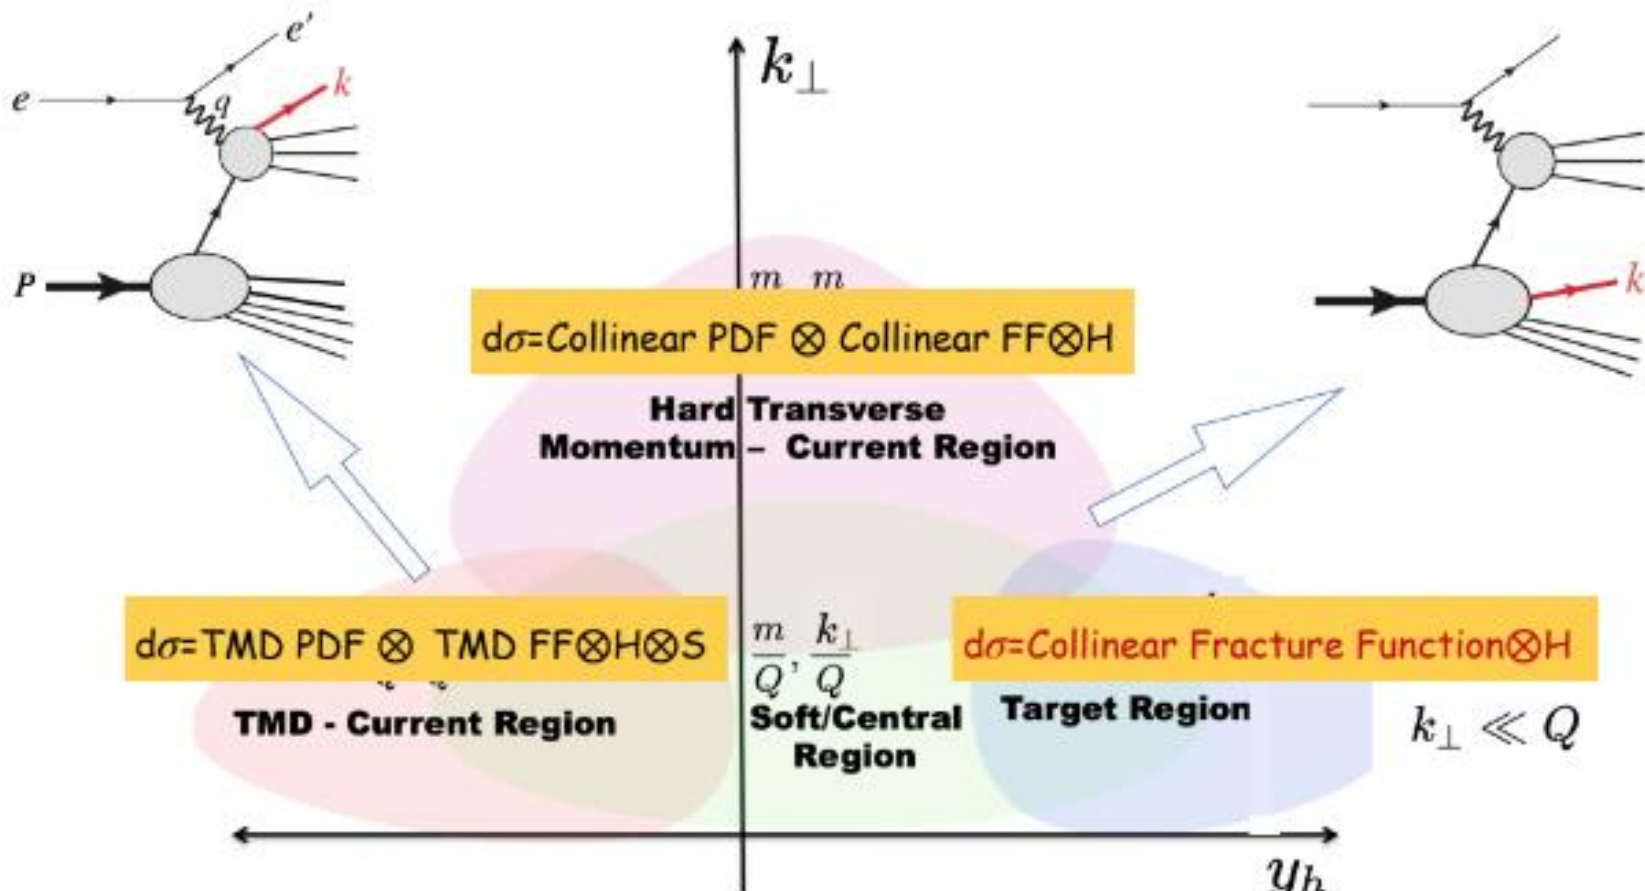 e'
e
q
k
P
k⊥
k
m m
dσ=Collinear PDF ⊗ Collinear FF⊗H
Hard Transverse
Momentum – Current Region
dσ=TMD PDF ⊗ TMD FF⊗H⊗S
m/Q, k⊥/Q
dσ=Collinear Fracture Function⊗H
TMD - Current Region
Soft/Central
Region
Target Region
k⊥ ≪ Q
y_h